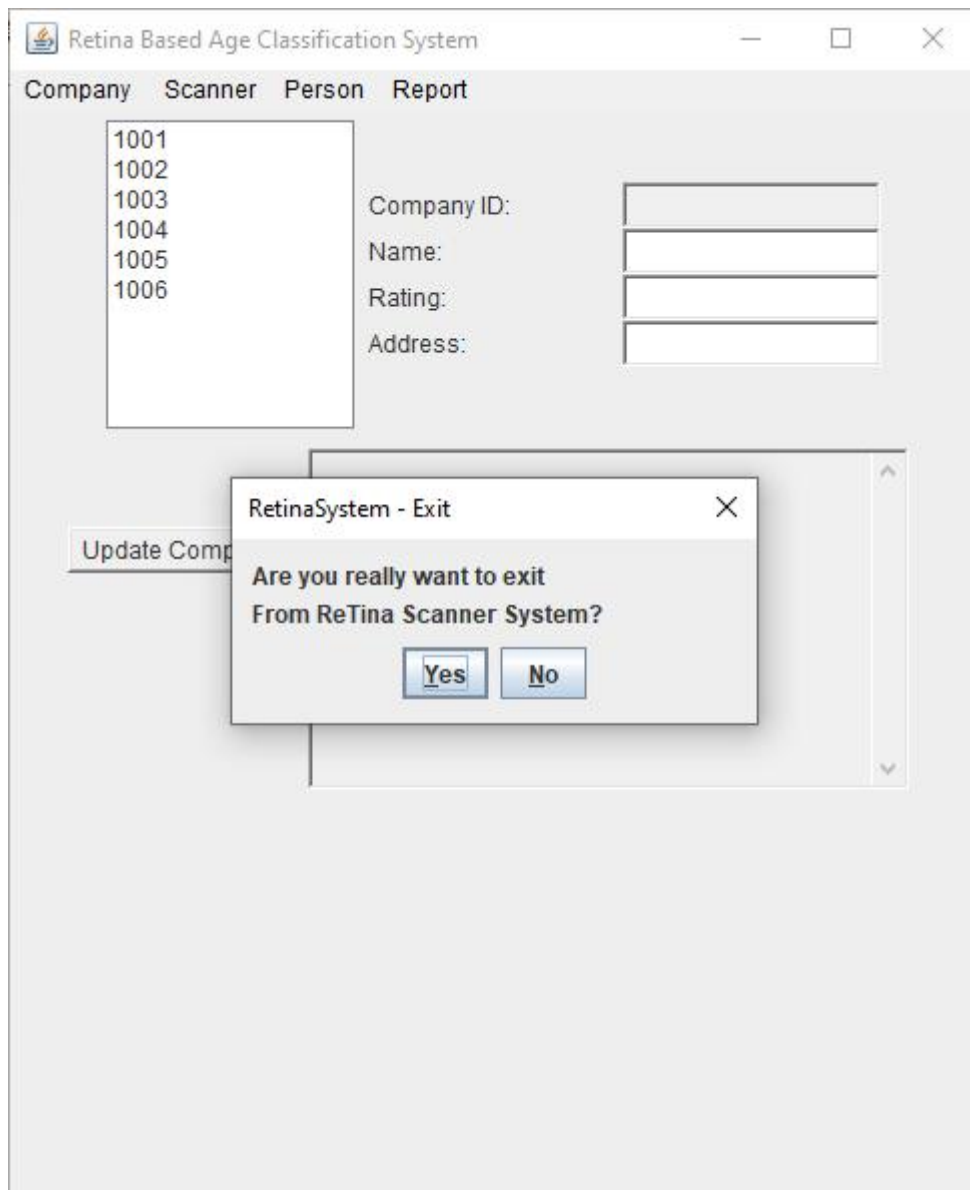 Retina Based Age Classification System
Company Scanner Person Report
1001
1002
1003
1004
1005
1006
Company ID:
Name:
Rating:
Address:
Update Comp
RetinaSystem - Exit
Are you really want to exit
From ReTina Scanner System?
Yes No